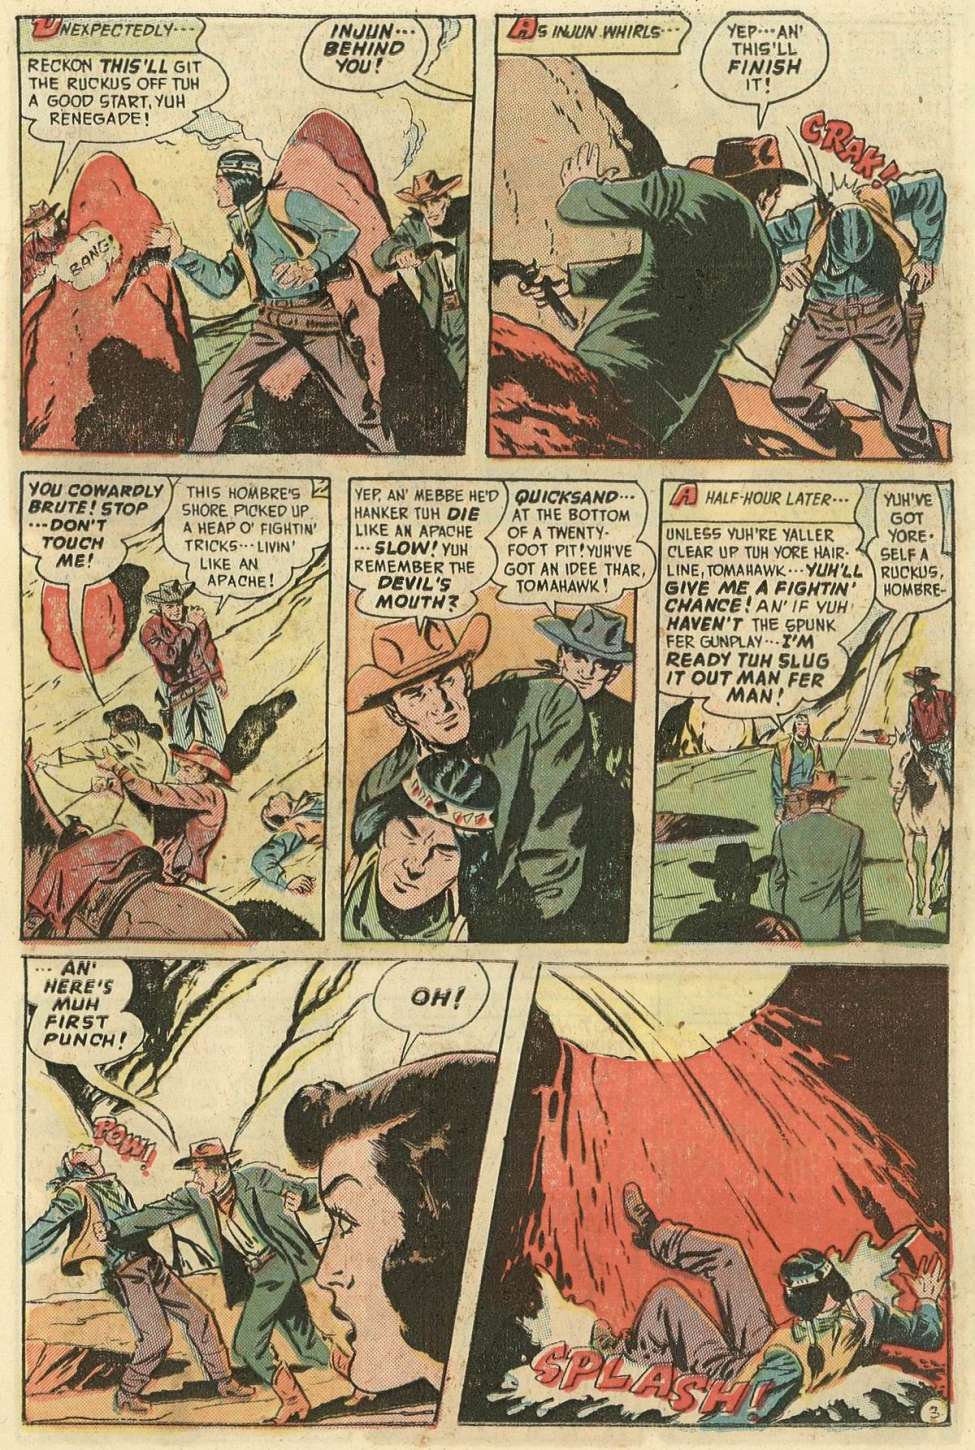 UNEXPECTEDLY---
RECKON THIS'LL GIT
THE RUCKUS OFF TUH
A GOOD START, YUH
RENEGADE!
INJUN---
BEHIND
YOU!
BANG!
AS INJUN WHIRLS---
YEP---AN'
THIS'LL
FINISH
IT!
CRAK!
YOU COWARDLY
BRUTE! STOP
---DON'T
TOUCH
ME!
THIS HOMBRE'S
SHORE PICKED UP
A HEAP O' FIGHTIN'
TRICKS---LIVIN'
LIKE AN
APACHE!
YEP, AN' MEBBE HE'D
HANKER TUH DIE
LIKE AN APACHE
---SLOW! YUH
REMEMBER THE
DEVIL'S
MOUTH?
QUICKSAND---
AT THE BOTTOM
OF A TWENTY-
FOOT PIT! YUH'VE
GOT AN IDEE THAR,
TOMAHAWK!
A HALF-HOUR LATER---
UNLESS YUH'RE YALLER
CLEAR UP TUH YORE HAIR-
LINE, TOMAHAWK---YUH'LL
GIVE ME A FIGHTIN'
CHANCE! AN' IF YUH
HAVEN'T THE SPUNK
FER GUNPLAY---I'M
READY TUH SLUG
IT OUT MAN FER
MAN!
YUH'VE
GOT
YORE-
SELF A
RUCKUS,
HOMBRE-
--- AN'
HERE'S
MUH
FIRST
PUNCH!
POW!
OH!
SPLASH!
3